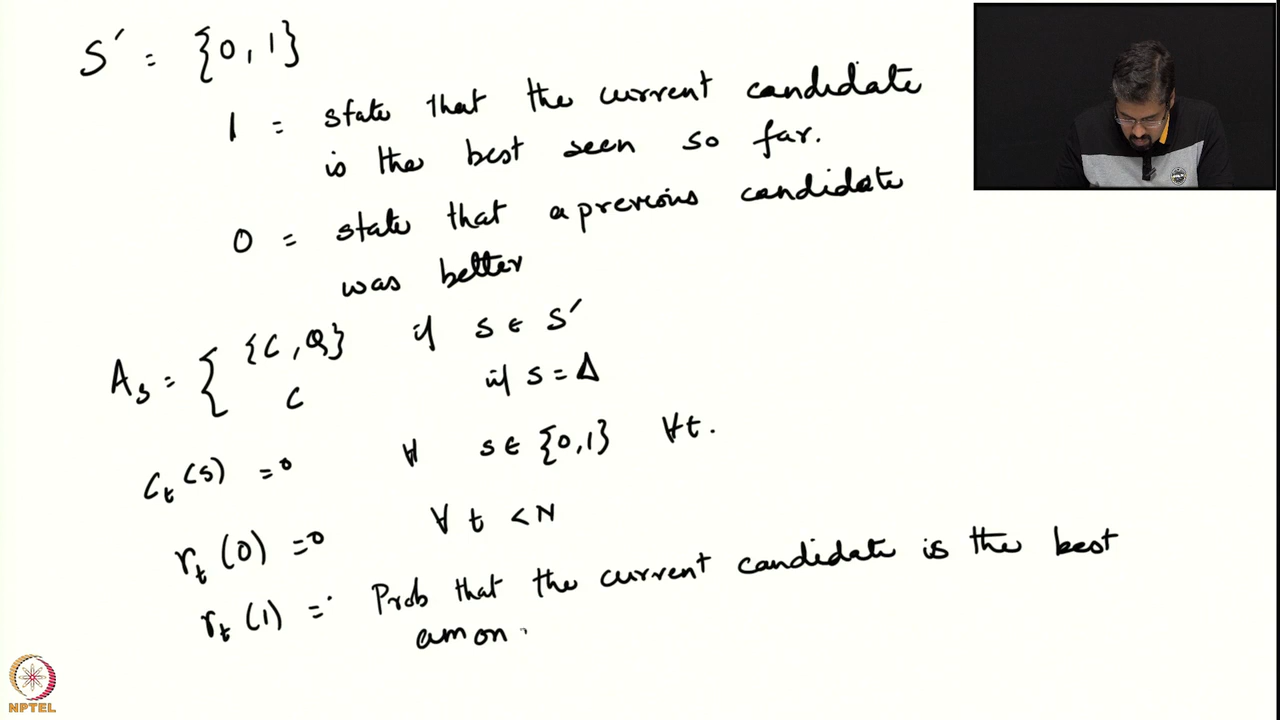 S′ = {0, 1}
1 = state that the current candidate
is the best seen so far.
0 = state that a previous candidate
was better
A_s = { {C, Q} if s ∈ S′
C if s = Δ
C_t(s) = 0 ∀ s ∈ {0, 1} ∀t.
r_t(0) = 0 ∀ t < N
r_t(1) = Prob that the current candidate is the best
amon
NPTEL